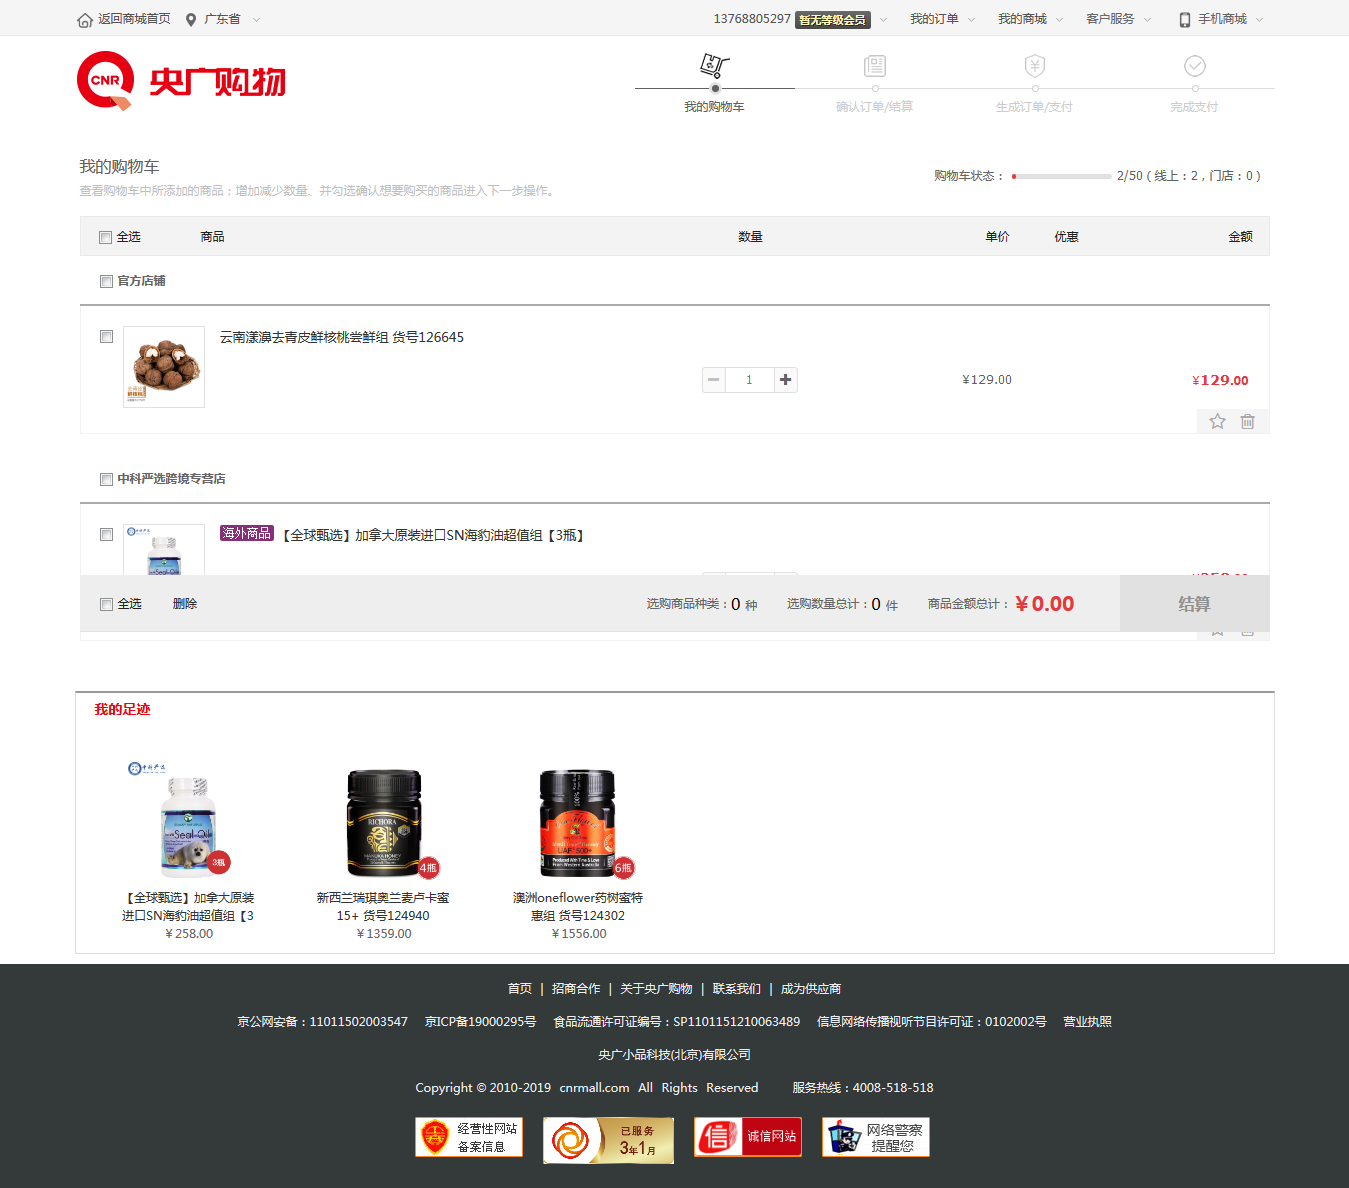 返回商城首页 广东省 13768805297 暂无等级会员 我的订单 我的商城 客户服务 手机商城
CNR 央广购物
我的购物车 确认订单/结算 生成订单/支付 完成支付
我的购物车
查看购物车中所添加的商品；增加减少数量、并勾选确认想要购买的商品进入下一步操作。
购物车状态： 2/50 ( 线上：2，门店：0 )
全选 商品 数量 单价 优惠 金额
官方店铺
云南漾濞去青皮鲜核桃尝鲜组 货号126645
1 ¥129.00 ¥129.00
中科严选跨境专营店
海外商品 【全球甄选】加拿大原装进口SN海豹油超值组【3瓶】
全选 删除 选购商品种类：0 种 选购数量总计：0 件 商品金额总计：¥0.00 结算
我的足迹
Seal-Oil 3瓶
RICHORA MANUKA HONEY 4瓶
6瓶
【全球甄选】加拿大原装
进口SN海豹油超值组【3
¥258.00
新西兰瑞琪奥兰麦卢卡蜜
15+ 货号124940
¥1359.00
澳洲oneflower药树蜜特
惠组 货号124302
¥1556.00
首页 | 招商合作 | 关于央广购物 | 联系我们 | 成为供应商
京公网安备：11011502003547 京ICP备19000295号 食品流通许可证编号：SP1101151210063489 信息网络传播视听节目许可证：0102002号 营业执照
央广小品科技(北京)有限公司
Copyright © 2010-2019 cnrmall.com All Rights Reserved 服务热线：4008-518-518
经营性网站
备案信息
已服务
3年1月
信 诚信网站
网络警察
提醒您